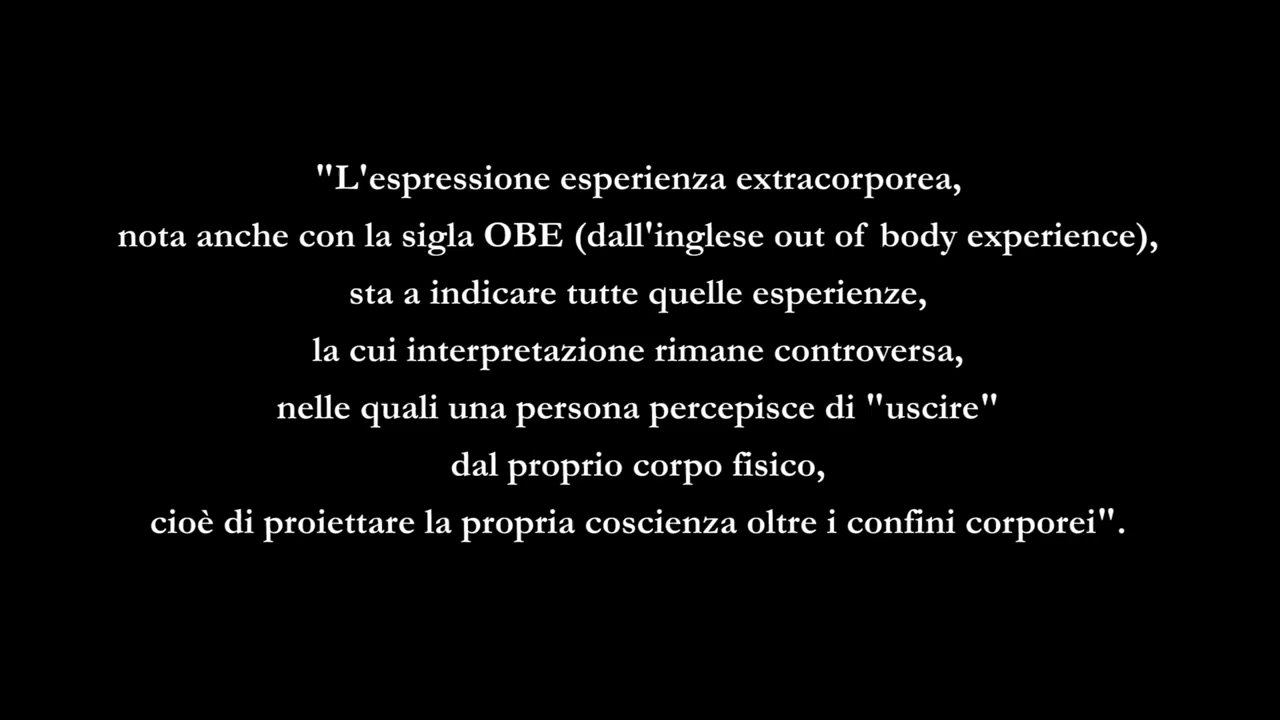 "L'espressione esperienza extracorporea,
nota anche con la sigla OBE (dall'inglese out of body experience),
sta a indicare tutte quelle esperienze,
la cui interpretazione rimane controversa,
nelle quali una persona percepisce di "uscire"
dal proprio corpo fisico,
cioè di proiettare la propria coscienza oltre i confini corporei".